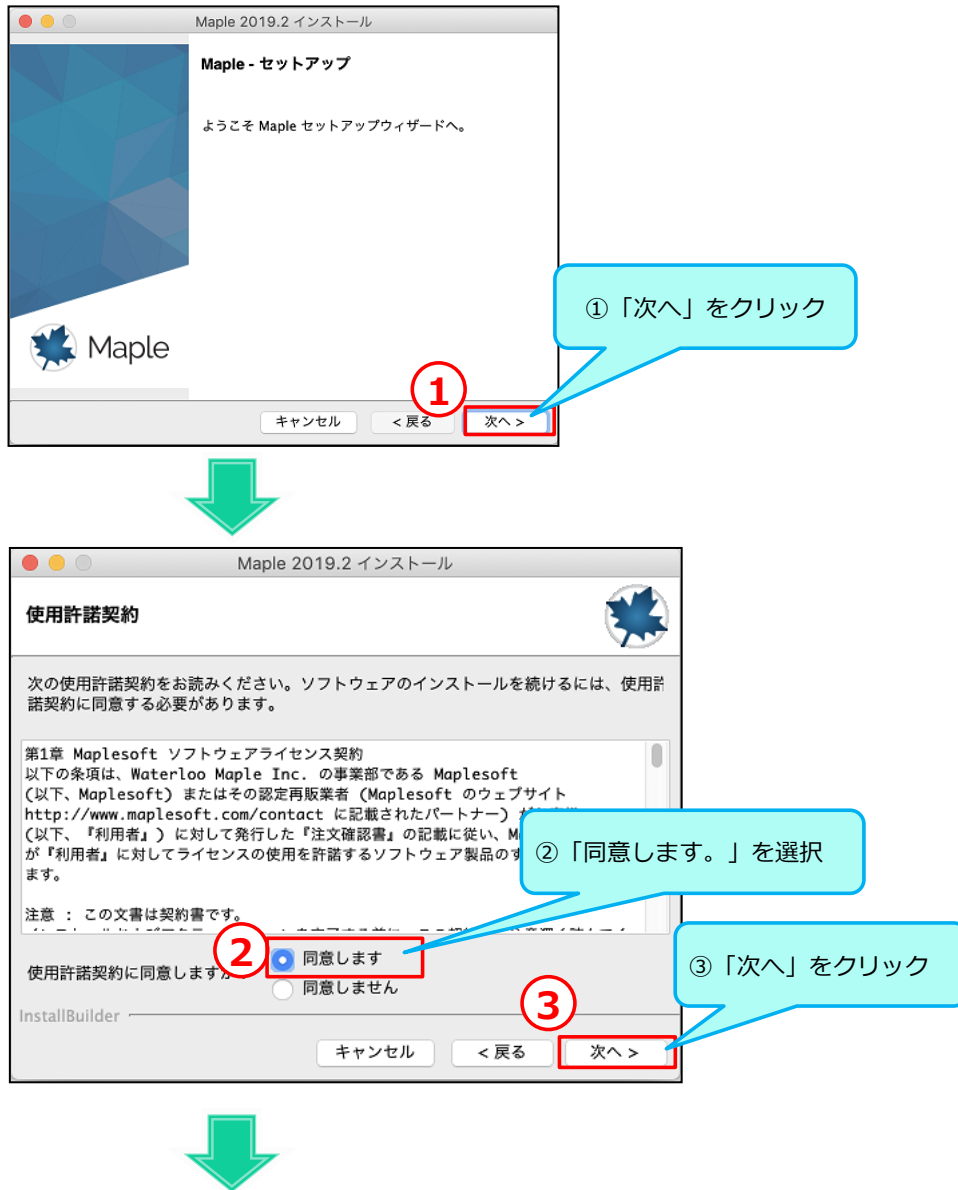 Maple 2019.2 インストール
Maple - セットアップ
ようこそ Maple セットアップウィザードへ。
①「次へ」をクリック
Maple
1
キャンセル
< 戻る
次へ >
Maple 2019.2 インストール
使用許諾契約
次の使用許諾契約をお読みください。ソフトウェアのインストールを続けるには、使用許
諾契約に同意する必要があります。
第1章 Maplesoft ソフトウェアライセンス契約
以下の条項は、Waterloo Maple Inc. の事業部である Maplesoft
(以下、Maplesoft) またはその認定再販業者 (Maplesoft のウェブサイト
http://www.maplesoft.com/contact に記載されたパートナー)
(以下、『利用者』) に対して発行した『注文確認書』の記載に従い、
が『利用者』に対してライセンスの使用を許諾するソフトウェア製品の
ます。
②「同意します。」を選択
注意 : この文書は契約書です。
2
使用許諾契約に同意しますか
同意します
同意しません
③「次へ」をクリック
3
InstallBuilder
キャンセル
< 戻る
次へ >